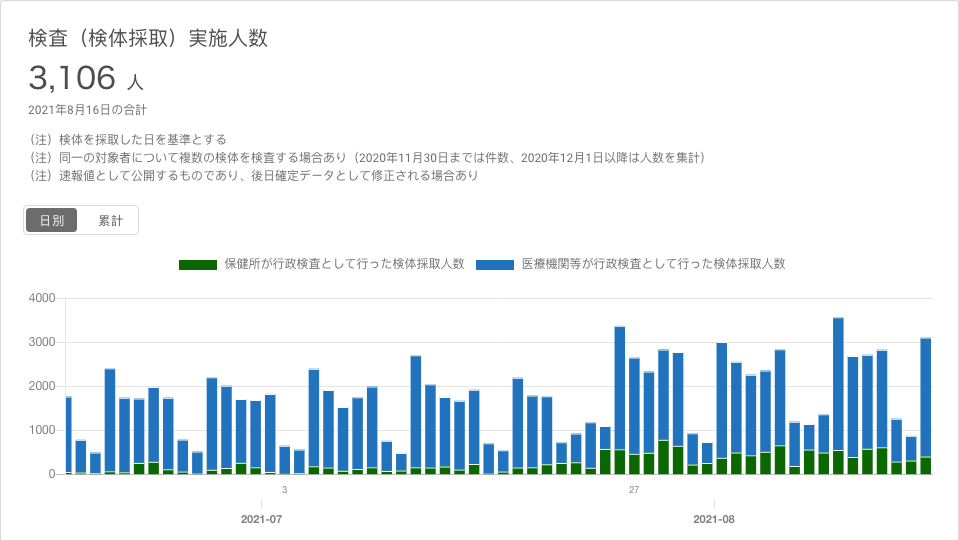 検査（検体採取）実施人数
3,106 人
2021年8月16日の合計
（注）検体を採取した日を基準とする
（注）同一の対象者について複数の検体を検査する場合あり（2020年11月30日までは件数、2020年12月1日以降は人数を集計）
（注）速報値として公開するものであり、後日確定データとして修正される場合あり
日別 累計
保健所が行政検査として行った検体採取人数 医療機関等が行政検査として行った検体採取人数
4000
3000
2000
1000
0
3 27
2021-07 2021-08